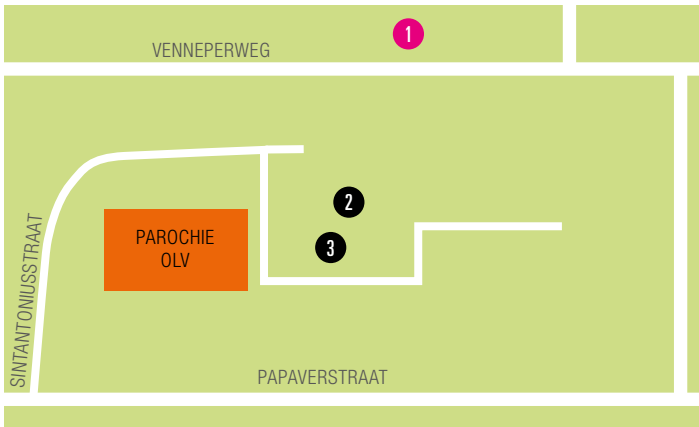 1
VENNEPERWEG
2
PAROCHIE
OLV
3
SINTANTONIUSSTRAAT
PAPAVERSTRAAT